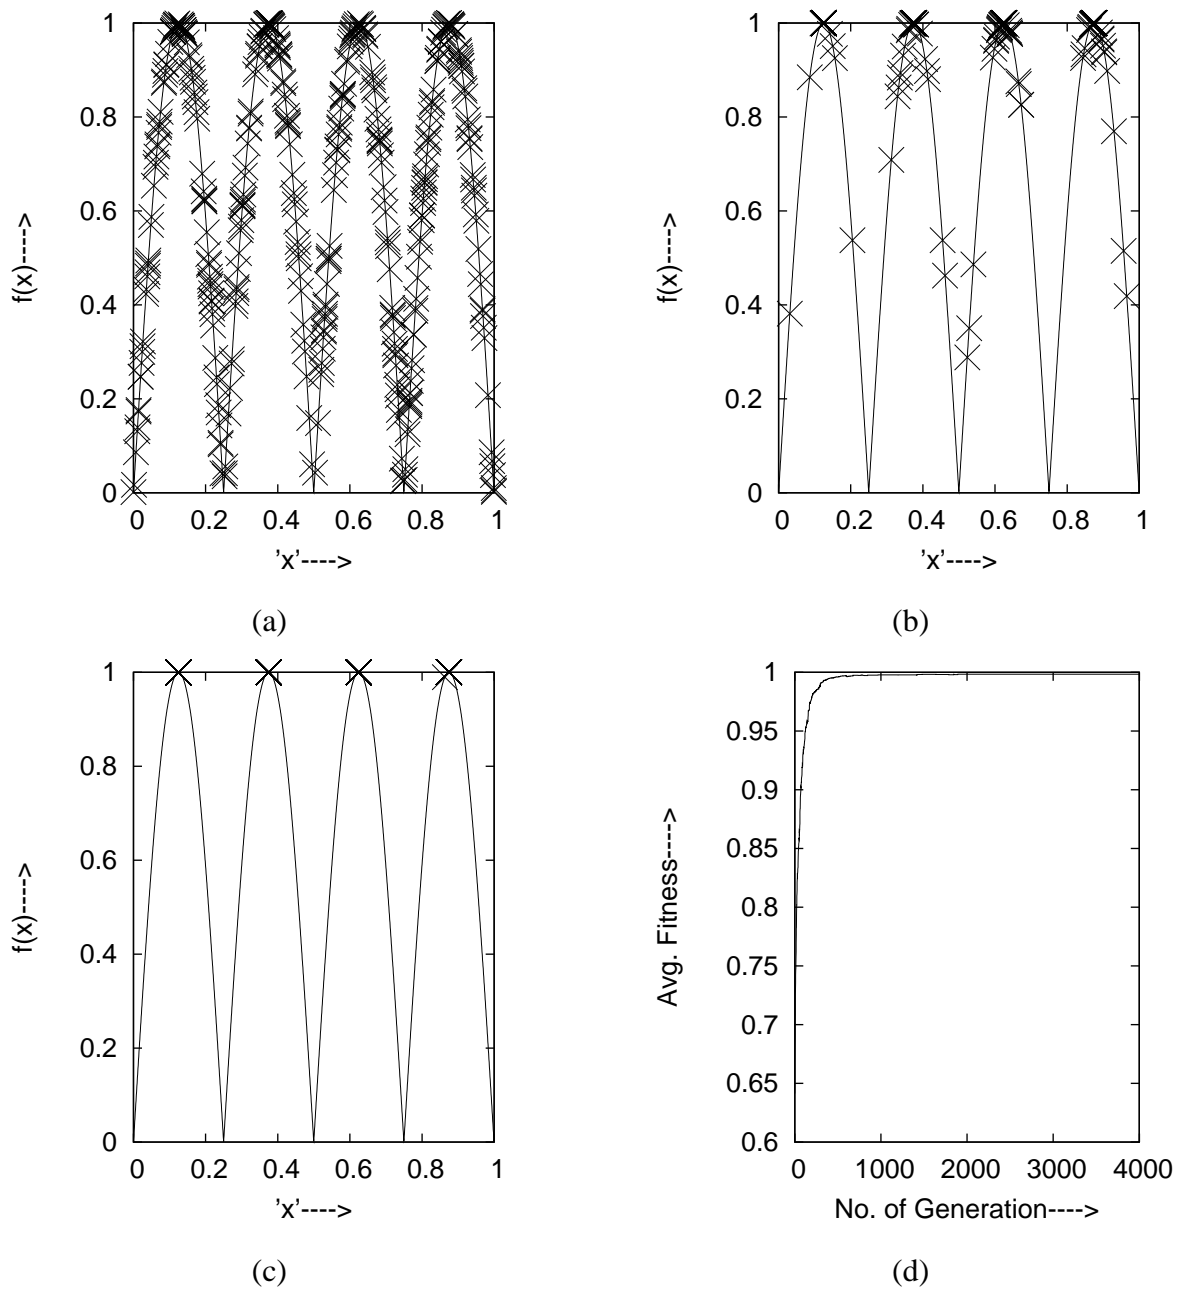 1
0.8
0.6
0.4
0.2
0
0 0.2 0.4 0.6 0.8 1
f(x)---->
'x'---->
(a)
1
0.8
0.6
0.4
0.2
0
0 0.2 0.4 0.6 0.8 1
f(x)---->
'x'---->
(b)
1
0.8
0.6
0.4
0.2
0
0 0.2 0.4 0.6 0.8 1
f(x)---->
'x'---->
(c)
1
0.95
0.9
0.85
0.8
0.75
0.7
0.65
0.6
0 1000 2000 3000 4000
Avg. Fitness---->
No. of Generation---->
(d)